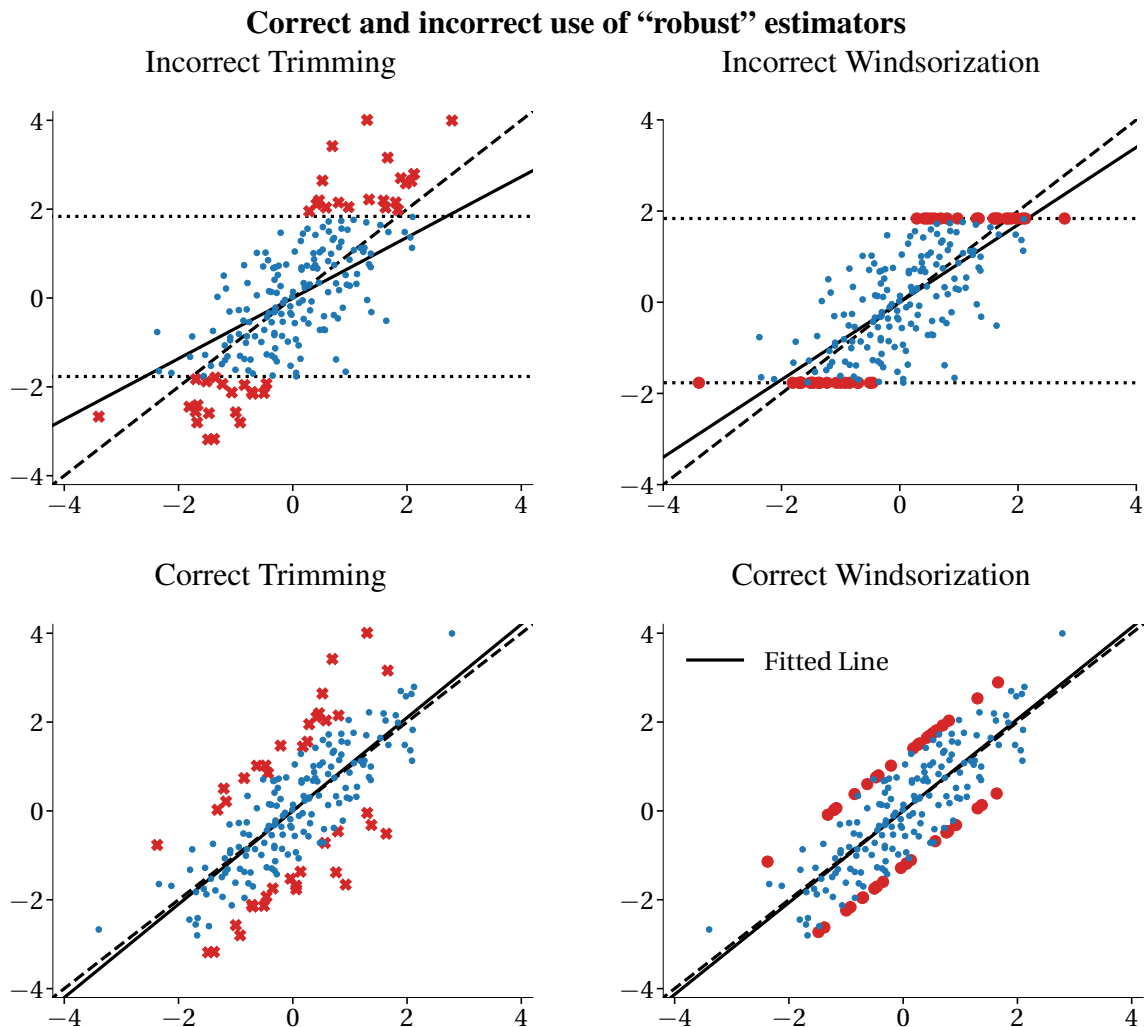 Correct and incorrect use of “robust” estimators
Incorrect Trimming
Incorrect Windsorization
4
2
0
−2
−4
−4 −2 0 2 4
4
2
0
−2
−4
−4 −2 0 2 4
Correct Trimming
Correct Windsorization
4
2
0
−2
−4
−4 −2 0 2 4
4
2
0
−2
−4
−4 −2 0 2 4
Fitted Line